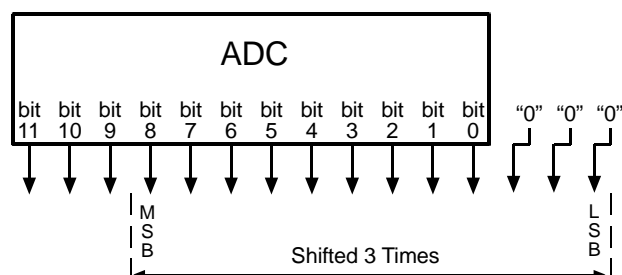 ADC
bit bit bit bit bit bit bit bit bit bit bit bit “0” “0” “0”
11 10 9 8 7 6 5 4 3 2 1 0
MSB
LSB
Shifted 3 Times